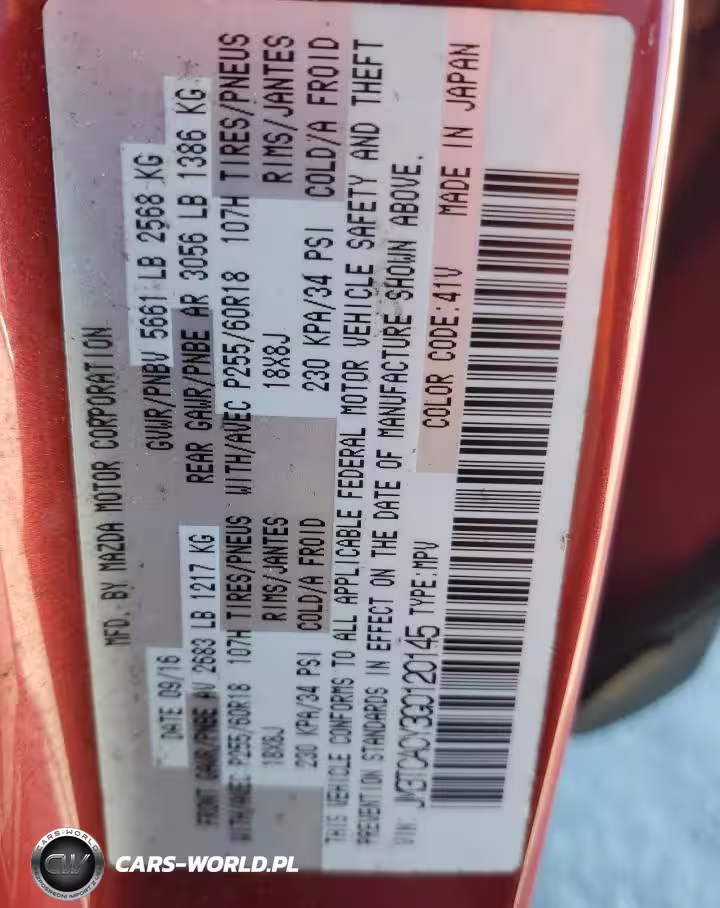 MFD. BY MAZDA MOTOR CORPORATION
DATE 09/16 GVWR/PNBV 5661 LB 2568 KG
FRONT GAWR/PNBE AV 2683 LB 1217 KG REAR GAWR/PNBE AR 3056 LB 1386 KG
WITH/AVEC P255/60R18 107H TIRES/PNEUS WITH/AVEC P255/60R18 107H TIRES/PNEUS
18X8J RIMS/JANTES 18X8J RIMS/JANTES
230 KPA/34 PSI COLD/A FROID 230 KPA/34 PSI COLD/A FROID
THIS VEHICLE CONFORMS TO ALL APPLICABLE FEDERAL MOTOR VEHICLE SAFETY AND THEFT
PREVENTION STANDARDS IN EFFECT ON THE DATE OF MANUFACTURE SHOWN ABOVE.
VIN: JM3TCACY3G0120145 TYPE:MPV COLOR CODE:41V MADE IN JAPAN
CARS-WORLD
CW
CARS-WORLD.PL